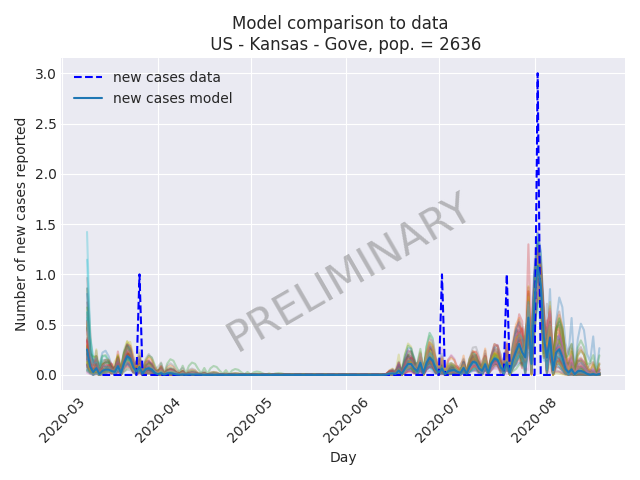 Model comparison to data
US - Kansas - Gove, pop. = 2636
new cases data
new cases model
Number of new cases reported
3.0
2.5
2.0
1.5
1.0
0.5
0.0
PRELIMINARY
2020-03
2020-04
2020-05
2020-06
2020-07
2020-08
Day